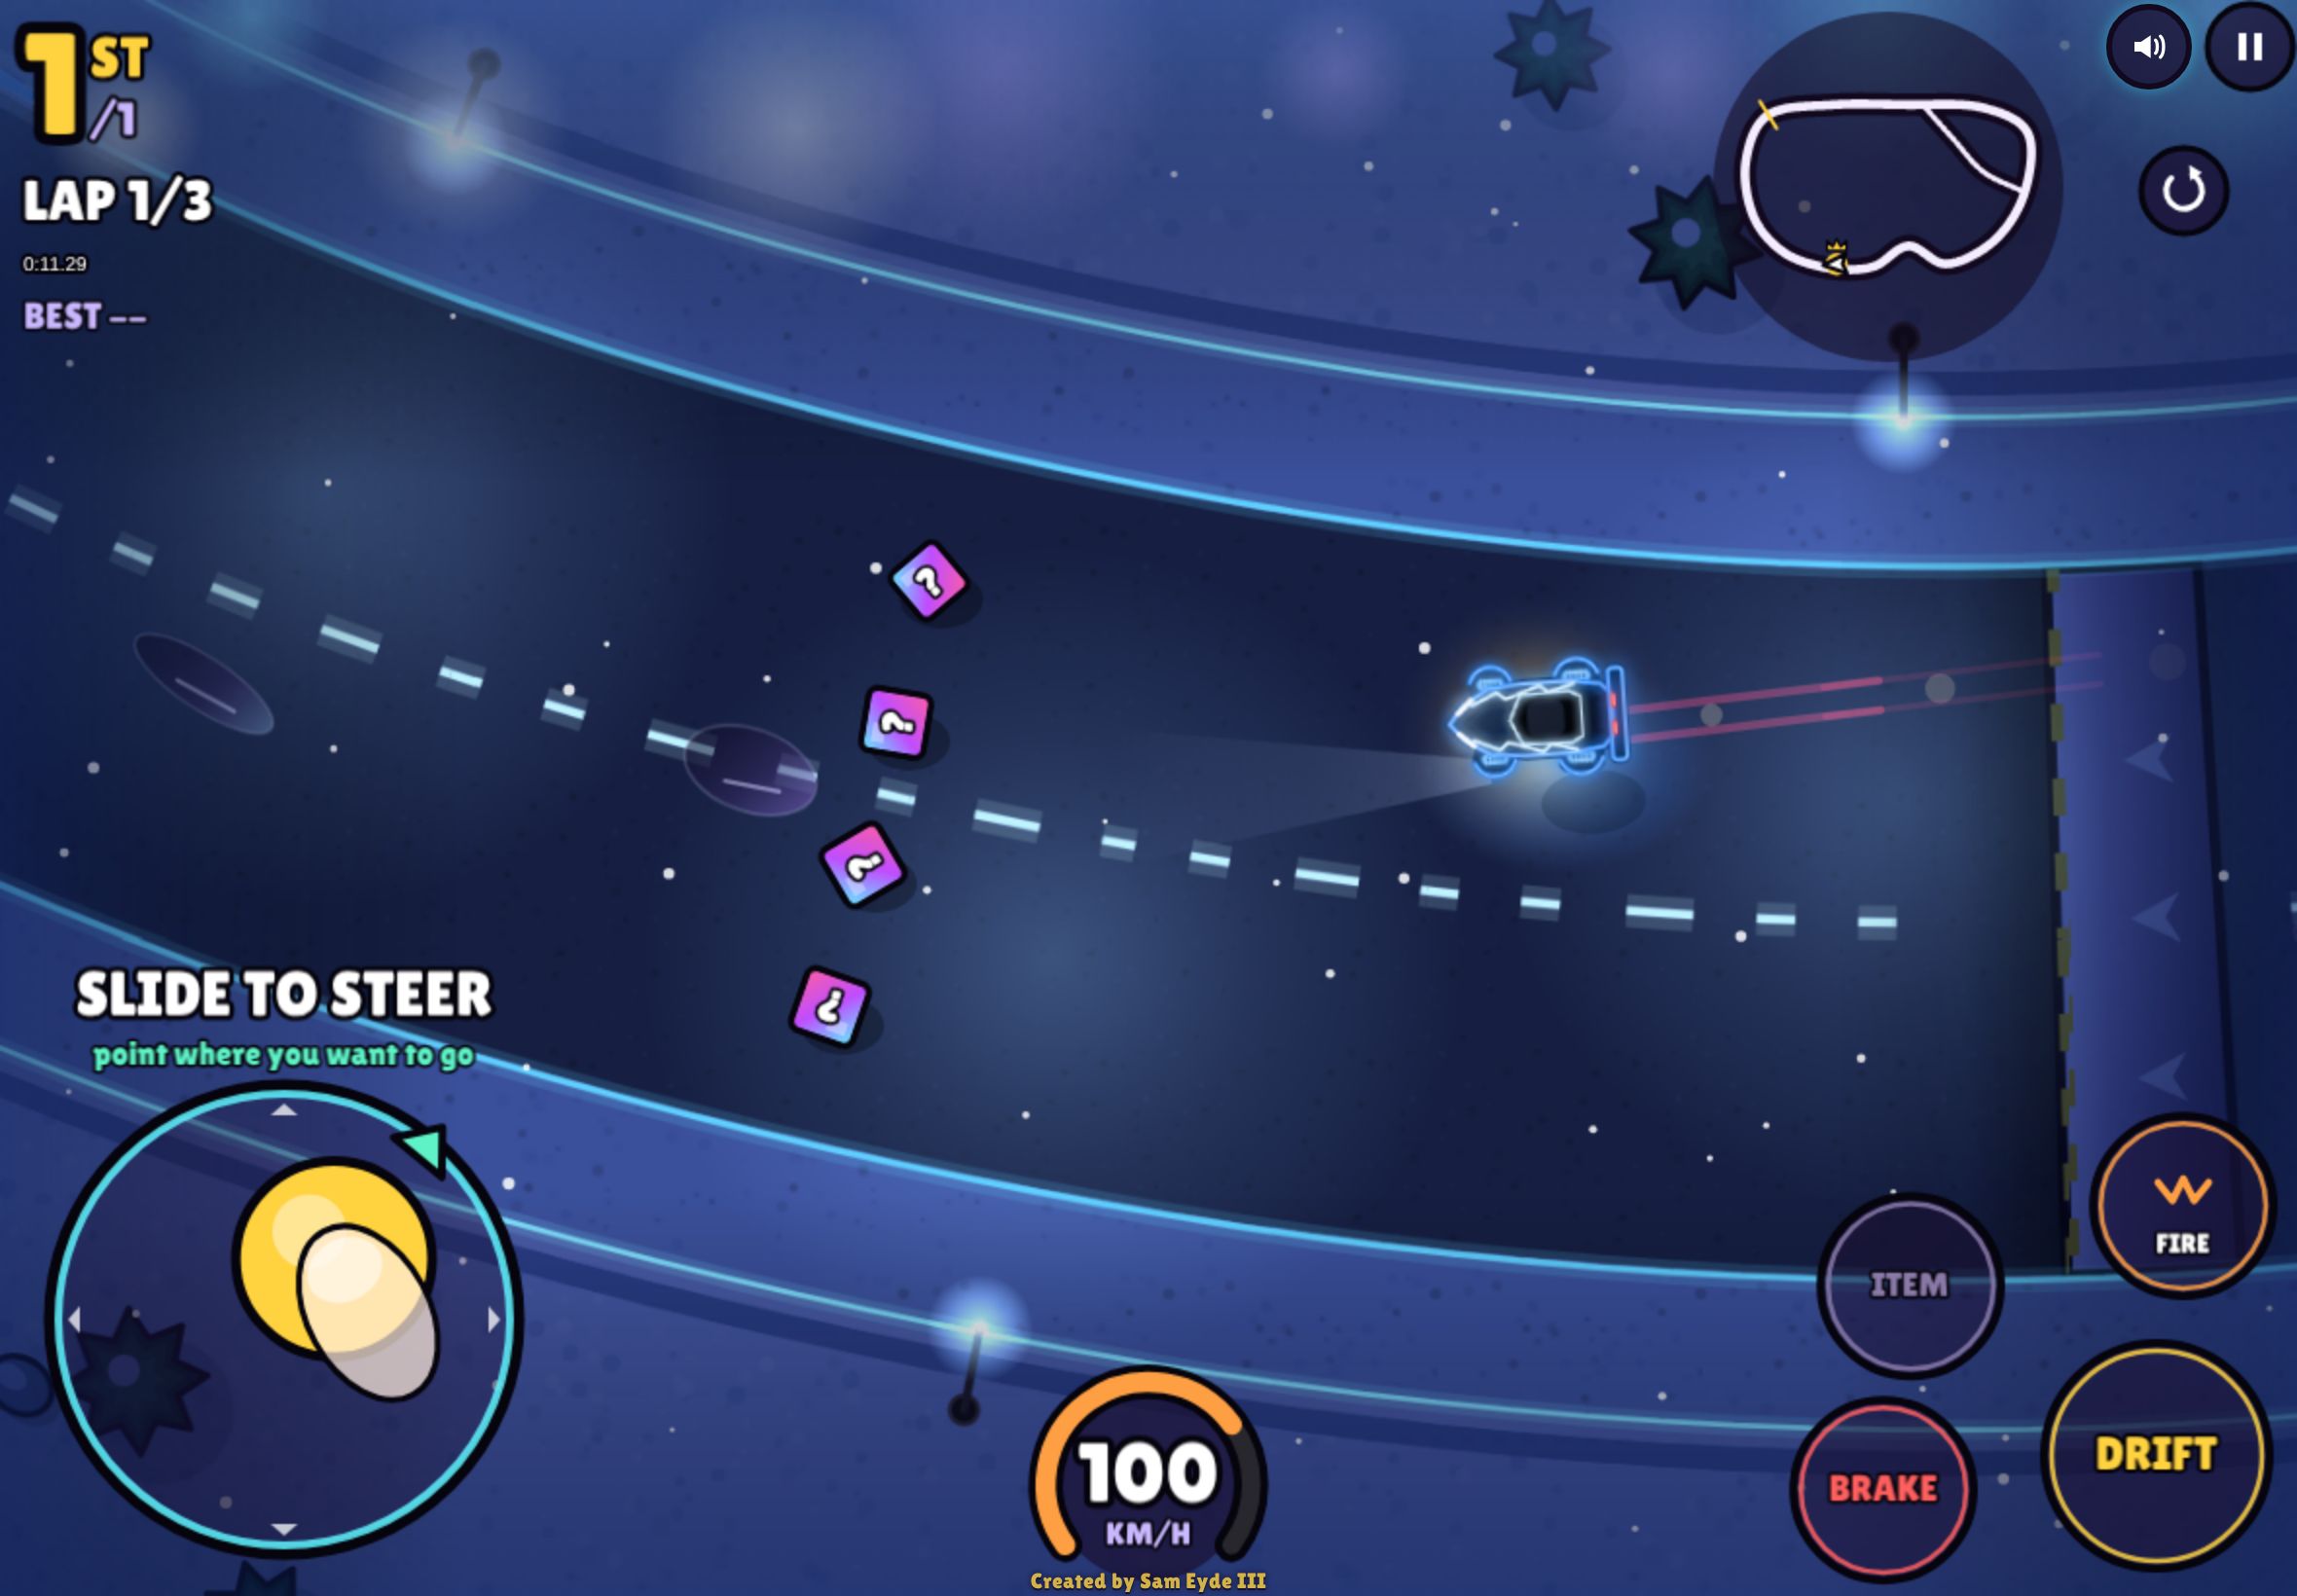 1ST
/1
LAP 1/3
0:11.29
BEST --
?
?
?
?
SLIDE TO STEER
point where you want to go
FIRE
ITEM
DRIFT
BRAKE
100
KM/H
Created by Sam Eyde III